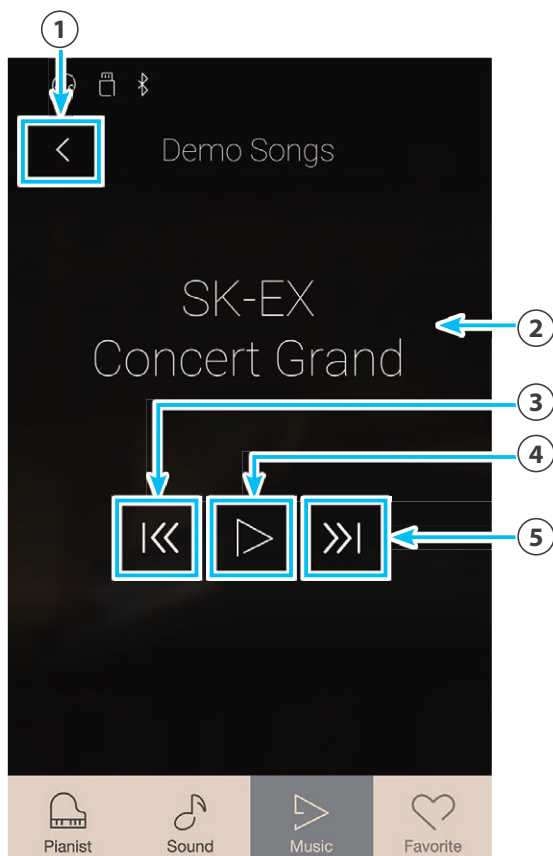 1
Demo Songs
SK-EX
Concert Grand
2
3
4
5
Pianist
Sound
Music
Favorite